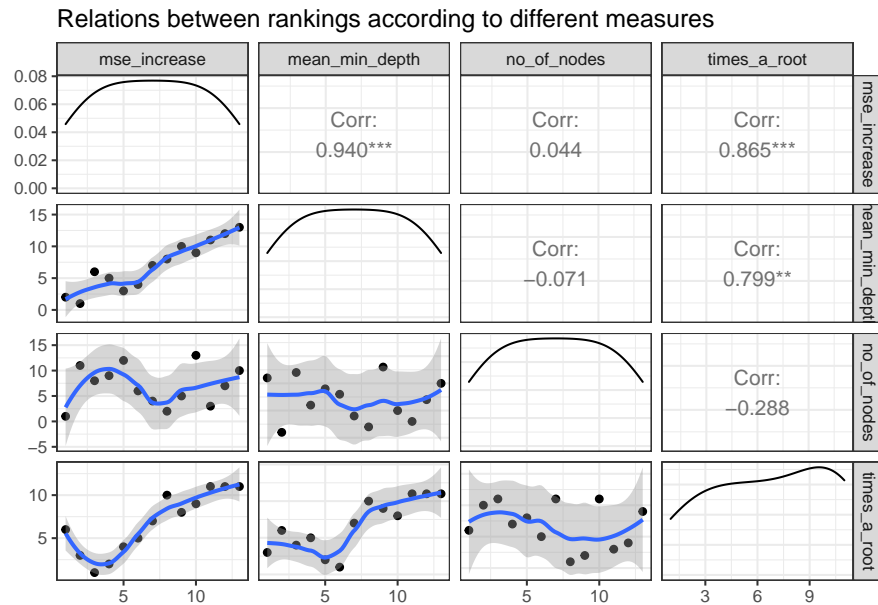 Relations between rankings according to different measures
mse_increase mean_min_depth no_of_nodes times_a_root
0.08
0.06
0.04
0.02
0.00
Corr:
0.940***
Corr:
0.044
Corr:
0.865***
mse_increase
15
10
5
0
Corr:
−0.071
Corr:
0.799**
mean_min_depth
15
10
5
0
−5
Corr:
−0.288
no_of_nodes
10
5
times_a_root
5 10 5 10 5 10 3 6 9